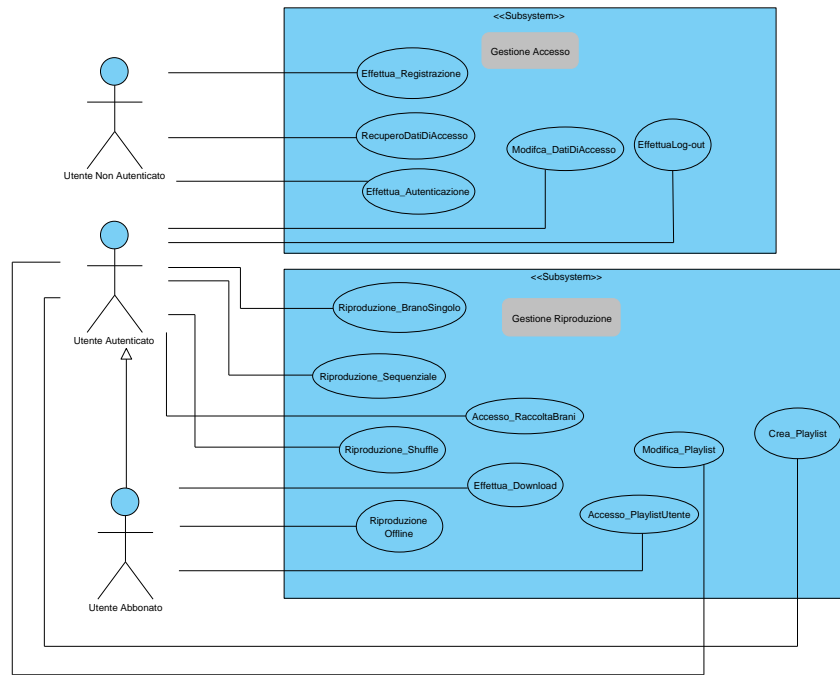 <<Subsystem>>
Gestione Accesso
Effettua_Registrazione
RecuperoDatiDiAccesso
Modifca_DatiDiAccesso
EffettuaLog-out
Utente Non Autenticato
Effettua_Autenticazione
<<Subsystem>>
Riproduzione_BranoSingolo
Gestione Riproduzione
Utente Autenticato
Riproduzione_Sequenziale
Accesso_RaccoltaBrani
Crea_Playlist
Riproduzione_Shuffle
Modifica_Playlist
Effettua_Download
Accesso_PlaylistUtente
Riproduzione
Offline
Utente Abbonato